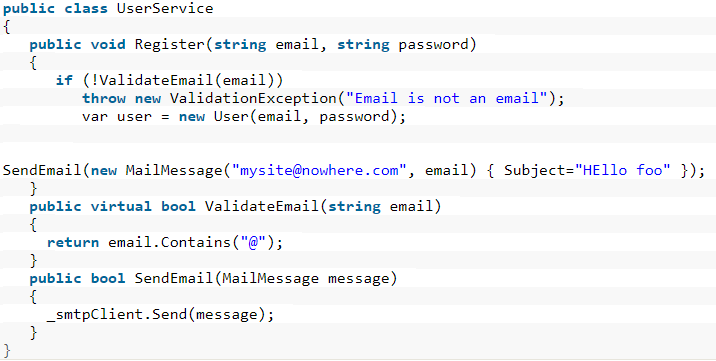 public class UserService
{
public void Register(string email, string password)
{
if (!ValidateEmail(email))
throw new ValidationException("Email is not an email");
var user = new User(email, password);
SendEmail(new MailMessage("mysite@nowhere.com", email) { Subject="HEllo foo" });
}
public virtual bool ValidateEmail(string email)
{
return email.Contains("@");
}
public bool SendEmail(MailMessage message)
{
_smtpClient.Send(message);
}
}